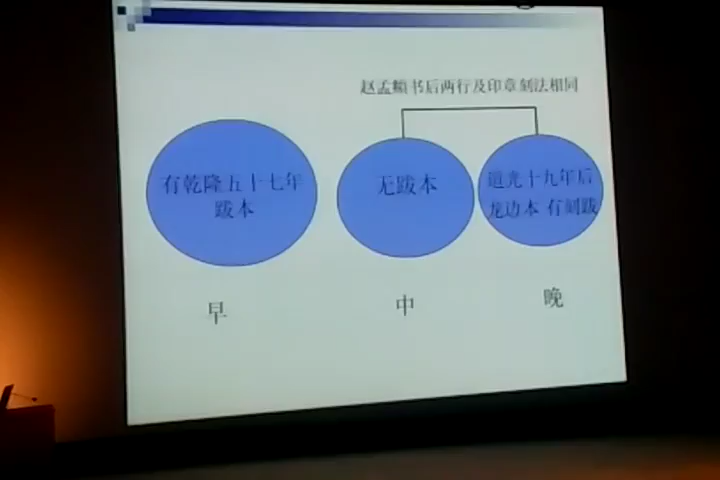 赵孟頫书后两行及印章刻法相同
有乾隆五十七年
跋本
无跋本
道光十九年后
龙边本 有刻跋
早
中
晚